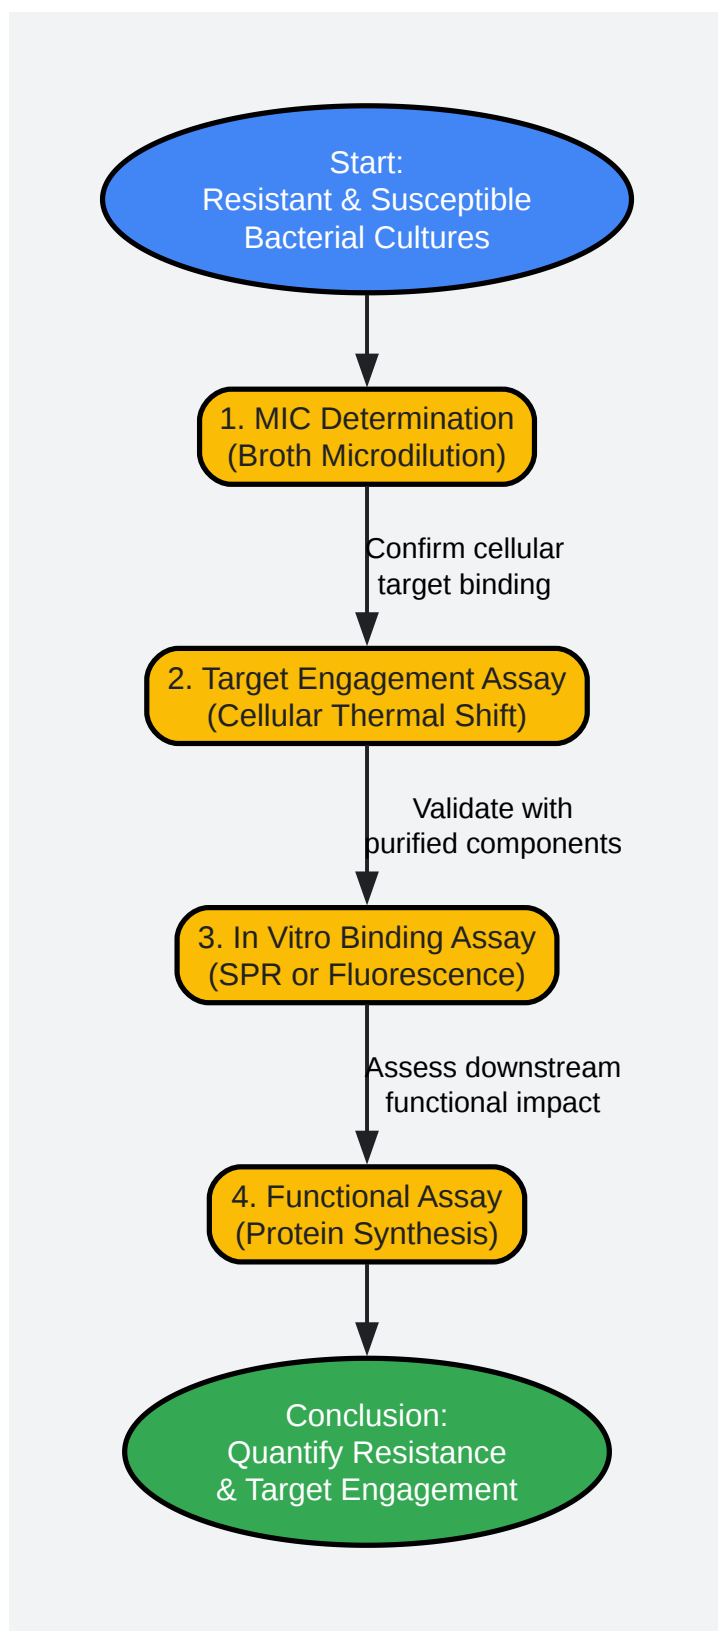 Start:
Resistant & Susceptible
Bacterial Cultures
1. MIC Determination
(Broth Microdilution)
Confirm cellular
target binding
2. Target Engagement Assay
(Cellular Thermal Shift)
Validate with
purified components
3. In Vitro Binding Assay
(SPR or Fluorescence)
Assess downstream
functional impact
4. Functional Assay
(Protein Synthesis)
Conclusion:
Quantify Resistance
& Target Engagement